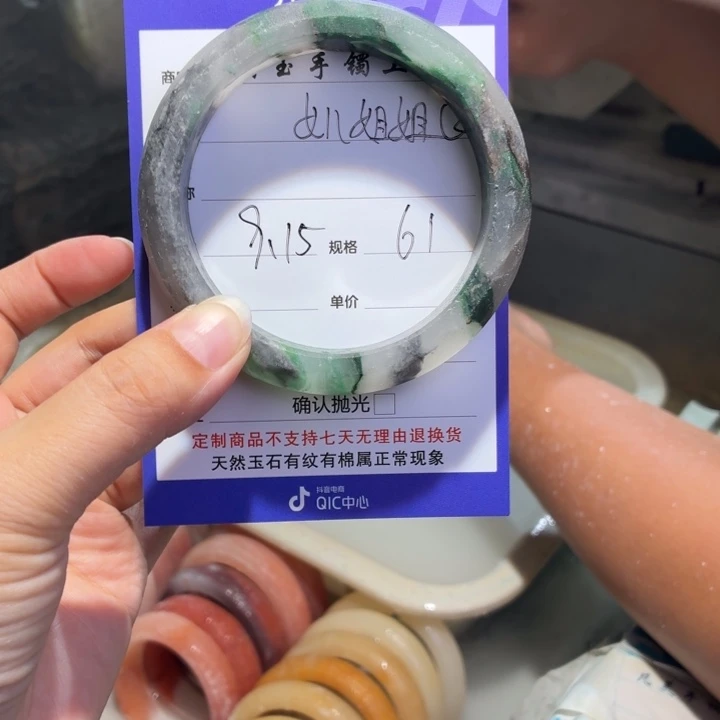 商
玉手镯
姐姐
9.15 规格 61
单价
确认抛光□
定制商品不支持七天无理由退换货
天然玉石有纹有棉属正常现象
抖音电商
QIC中心